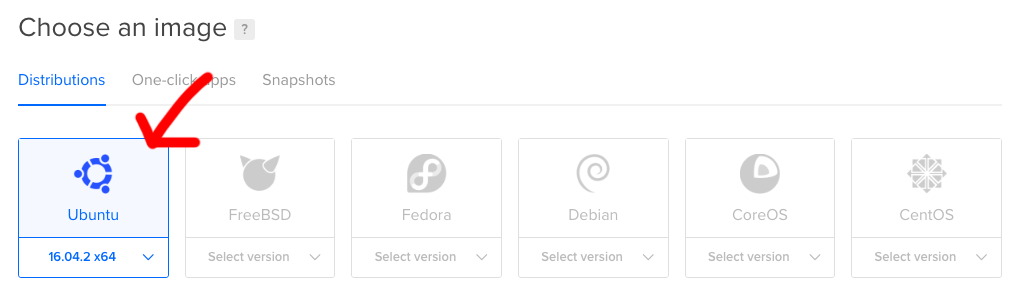 Choose an image ?
Distributions One-click apps Snapshots
Ubuntu FreeBSD Fedora Debian CoreOS CentOS
16.04.2 x64 Select version Select version Select version Select version Select version